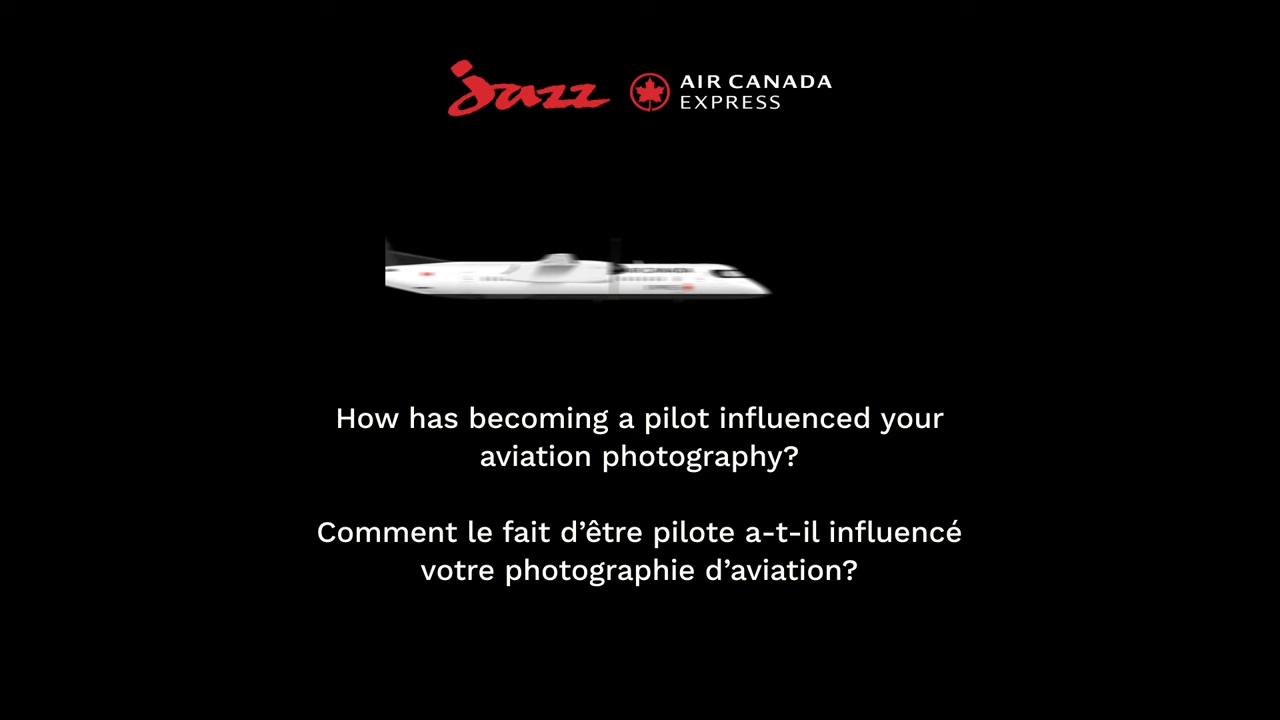 jazz
AIR CANADA
EXPRESS
How has becoming a pilot influenced your
aviation photography?
Comment le fait d’être pilote a-t-il influencé
votre photographie d’aviation?